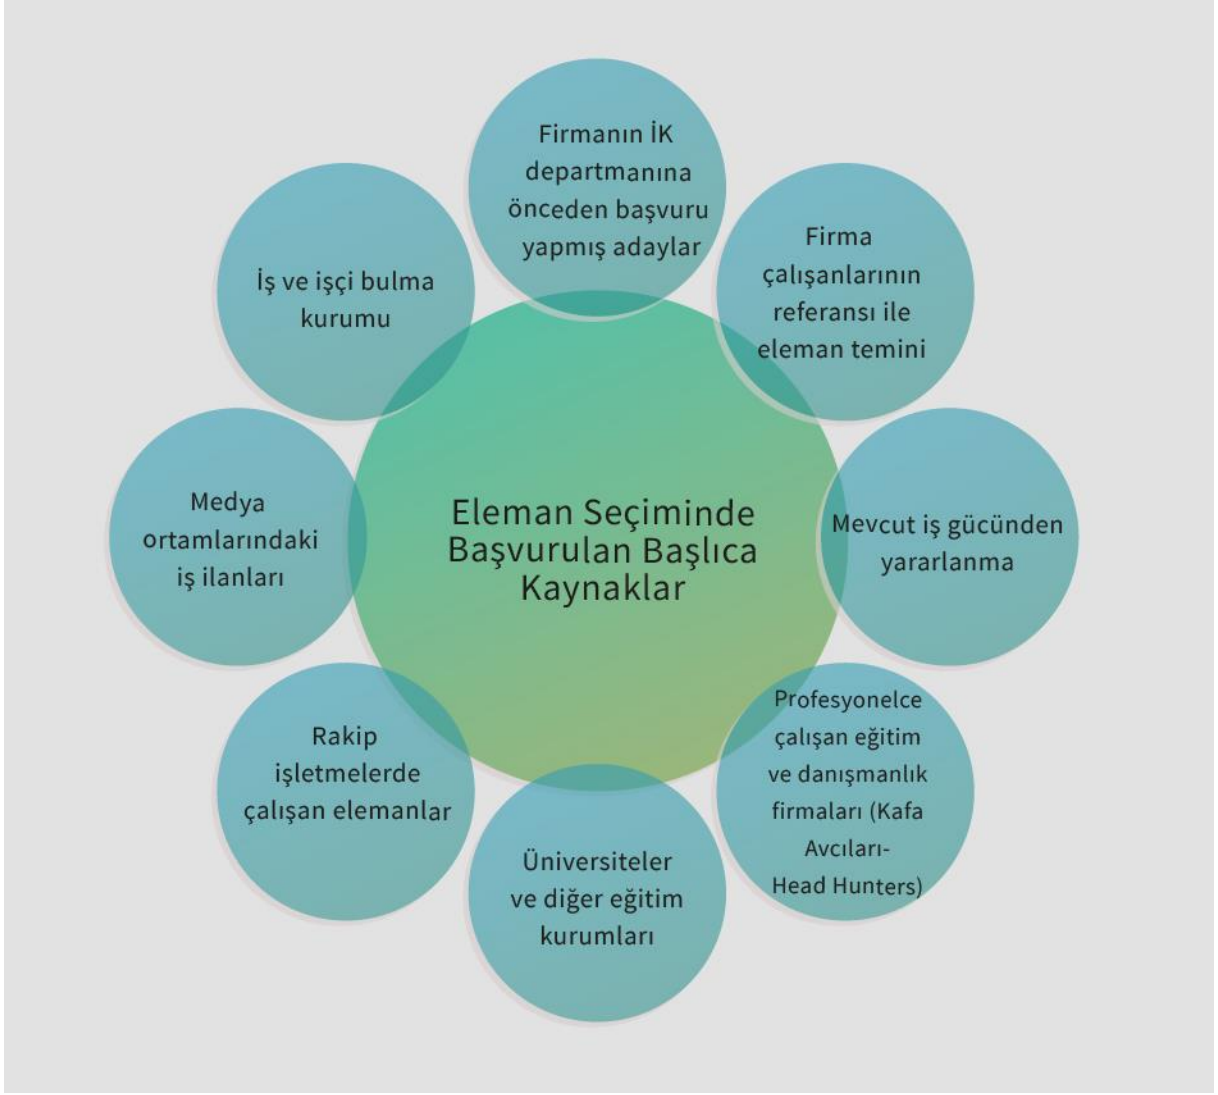 Firmanın İK
departmanına
önceden başvuru
yapmış adaylar
Firma
çalışanlarının
referansı ile
eleman temini
Mevcut iş gücünden
yararlanma
Profesyonelce
çalışan eğitim
ve danışmanlık
firmaları (Kafa
Avcıları-
Head Hunters)
Üniversiteler
ve diğer eğitim
kurumları
Rakip
işletmelerde
çalışan elemanlar
Medya
ortamlarındaki
iş ilanları
İş ve işçi bulma
kurumu
Eleman Seçiminde
Başvurulan Başlıca
Kaynaklar